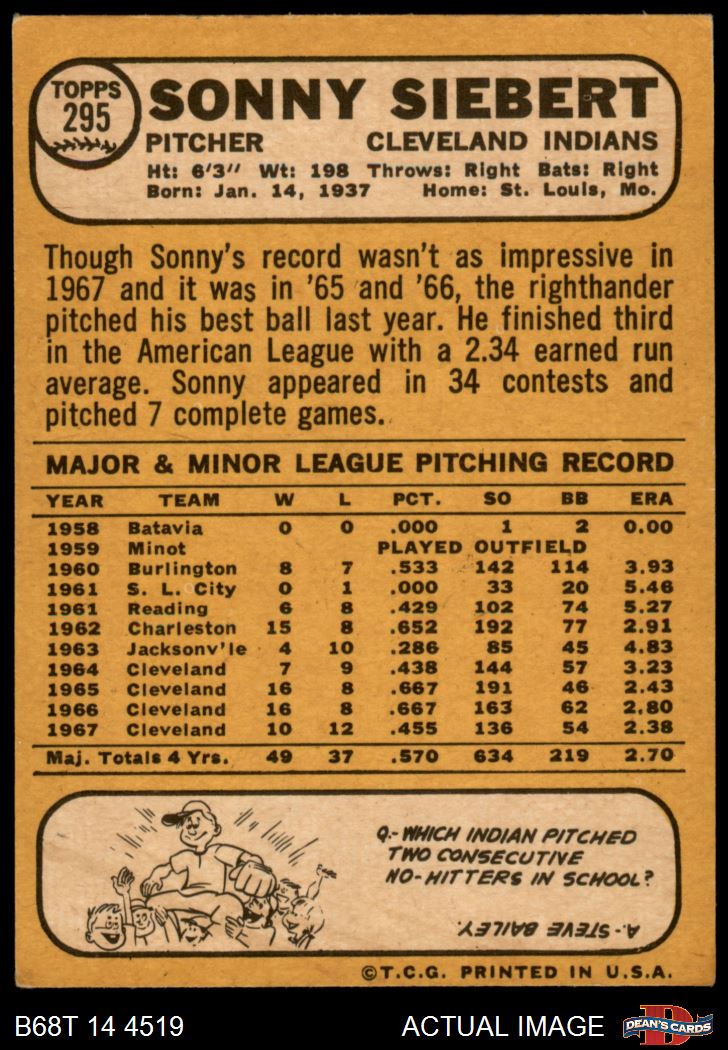 TOPPS
295
SONNY SIEBERT
PITCHER CLEVELAND INDIANS
Ht: 6'3" Wt: 198 Throws: Right Bats: Right
Born: Jan. 14, 1937 Home: St. Louis, Mo.
Though Sonny's record wasn't as impressive in
1967 and it was in '65 and '66, the righthander
pitched his best ball last year. He finished third
in the American League with a 2.34 earned run
average. Sonny appeared in 34 contests and
pitched 7 complete games.
MAJOR & MINOR LEAGUE PITCHING RECORD
YEAR TEAM W L PCT. SO BB ERA
1958 Batavia 0 0 .000 1 2 0.00
1959 Minot PLAYED OUTFIELD
1960 Burlington 8 7 .533 142 114 3.93
1961 S. L. City 0 1 .000 33 20 5.46
1961 Reading 6 8 .429 102 74 5.27
1962 Charleston 15 8 .652 192 77 2.91
1963 Jacksonv'le 4 10 .286 85 45 4.83
1964 Cleveland 7 9 .438 144 57 3.23
1965 Cleveland 16 8 .667 191 46 2.43
1966 Cleveland 16 8 .667 163 62 2.80
1967 Cleveland 10 12 .455 136 54 2.38
Maj. Totals 4 Yrs. 49 37 .570 634 219 2.70
Q.- WHICH INDIAN PITCHED
TWO CONSECUTIVE
NO-HITTERS IN SCHOOL?
A.- STEVE BAILEY.
©T.C.G. PRINTED IN U.S.A.
B68T 14 4519 ACTUAL IMAGE
D
DEAN'S CARDS